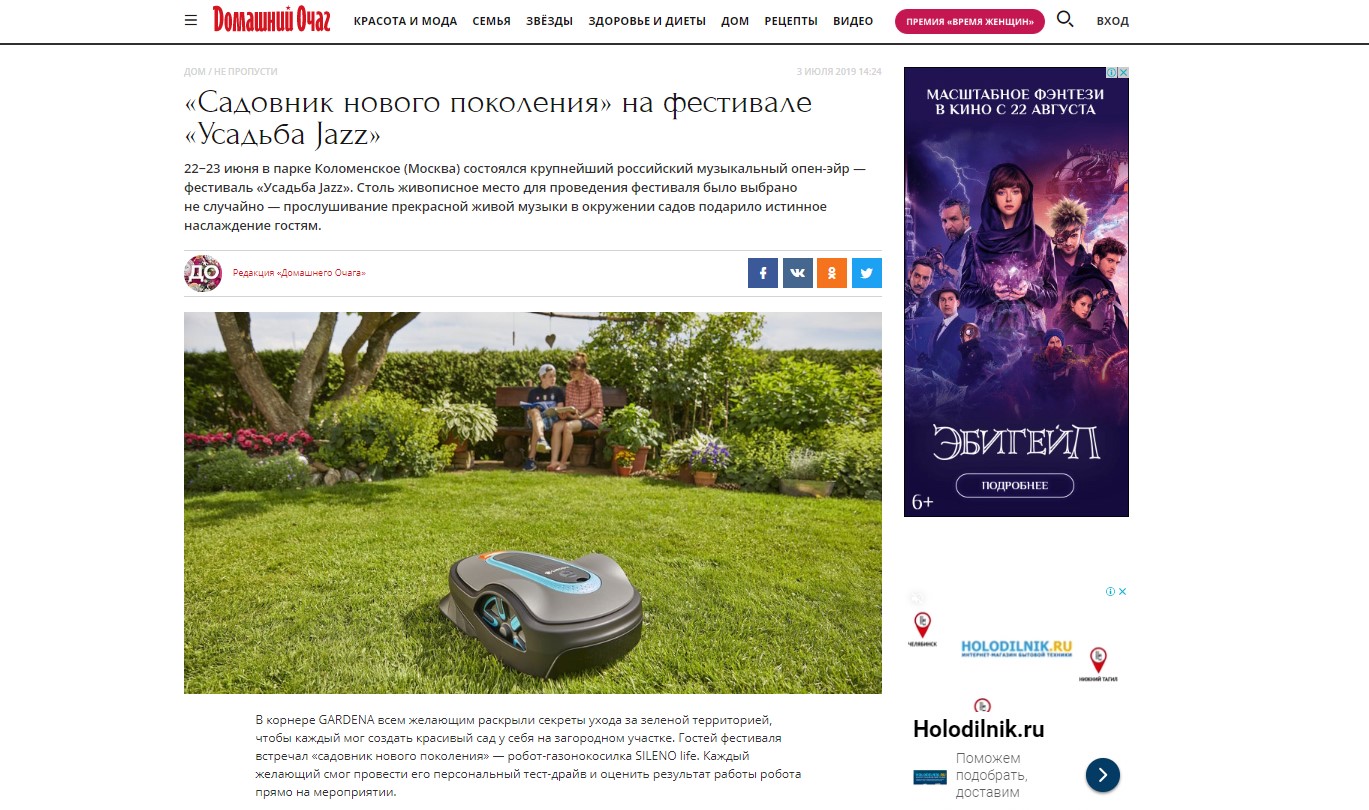 Домашний Очаг
КРАСОТА И МОДА СЕМЬЯ ЗВЁЗДЫ ЗДОРОВЬЕ И ДИЕТЫ ДОМ РЕЦЕПТЫ ВИДЕО ПРЕМИЯ «ВРЕМЯ ЖЕНЩИН» ВХОД
ДОМ / НЕ ПРОПУСТИ
3 ИЮЛЯ 2019 14:24
«Садовник нового поколения» на фестивале
«Усадьба Jazz»
22–23 июня в парке Коломенское (Москва) состоялся крупнейший российский музыкальный опен-эйр —
фестиваль «Усадьба Jazz». Столь живописное место для проведения фестиваля было выбрано
не случайно — прослушивание прекрасной живой музыки в окружении садов подарило истинное
наслаждение гостям.
ДО
Редакция «Домашнего Очага»
В корнере GARDENA всем желающим раскрыли секреты ухода за зеленой территорией,
чтобы каждый мог создать красивый сад у себя на загородном участке. Гостей фестиваля
встречал «садовник нового поколения» — робот-газонокосилка SILENO life. Каждый
желающий смог провести его персональный тест-драйв и оценить результат работы робота
прямо на мероприятии.
МАСШТАБНОЕ ФЭНТЕЗИ
В КИНО С 22 АВГУСТА
ЭБИГЕЙЛ
ПОДРОБНЕЕ
6+
ЧЕЛЯБИНСК
HOLODILNIK.RU
ИНТЕРНЕТ-МАГАЗИН БЫТОВОЙ ТЕХНИКИ
НИЖНИЙ ТАГИЛ
Holodilnik.ru
Поможем
подобрать,
доставим